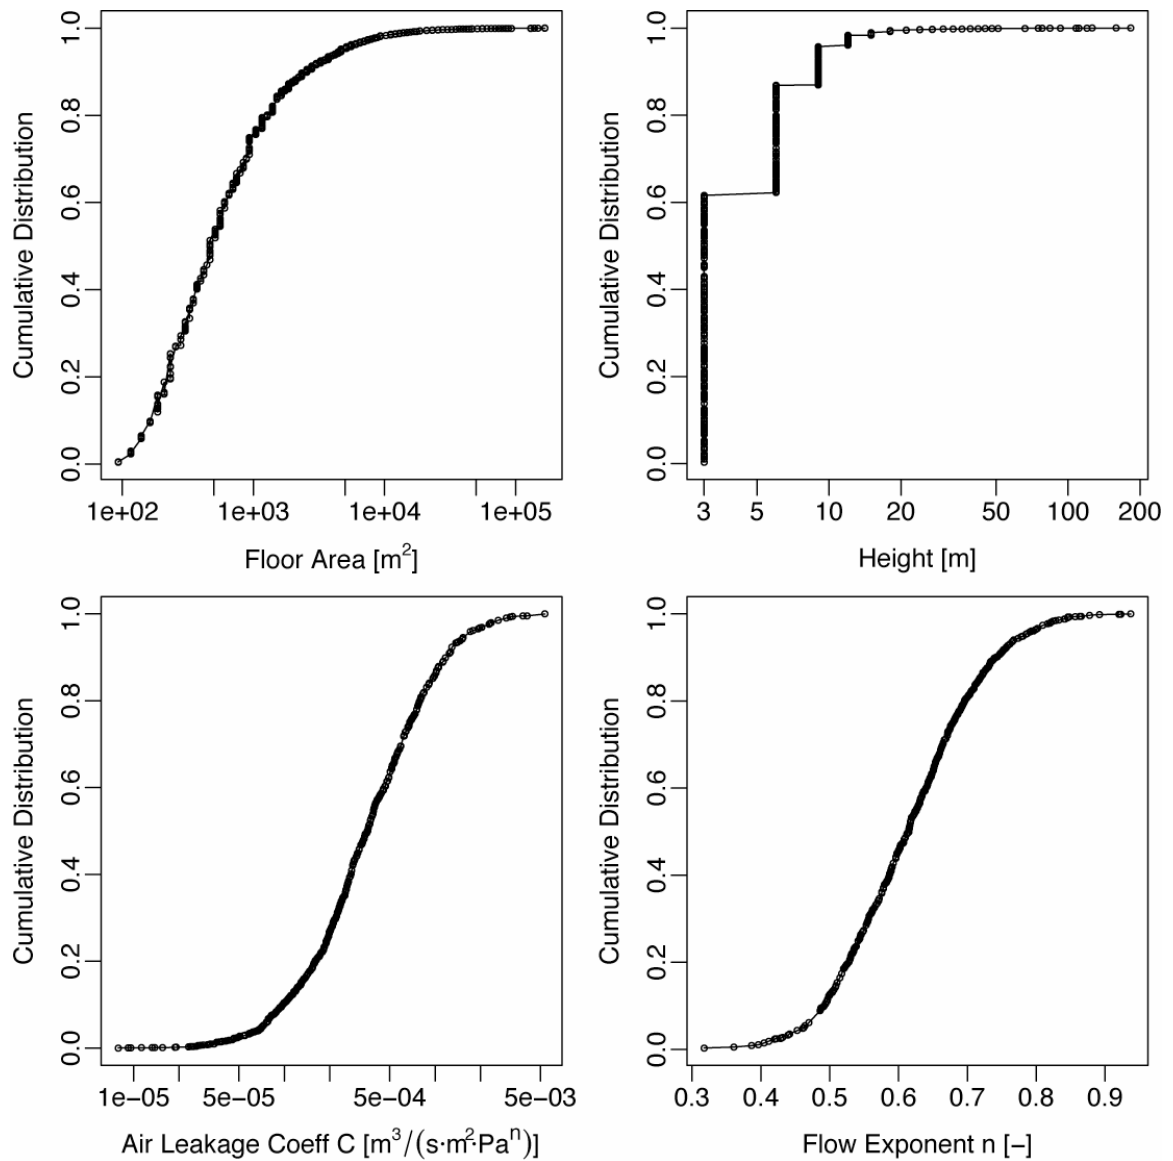 Cumulative Distribution
1.0
0.8
0.6
0.4
0.2
0.0
1e+02 1e+03 1e+04 1e+05
Floor Area [m²]
Cumulative Distribution
1.0
0.8
0.6
0.4
0.2
0.0
3 5 10 20 50 100 200
Height [m]
Cumulative Distribution
1.0
0.8
0.6
0.4
0.2
0.0
1e-05 5e-05 5e-04 5e-03
Air Leakage Coeff C [m³/(s·m²·Paⁿ)]
Cumulative Distribution
1.0
0.8
0.6
0.4
0.2
0.0
0.3 0.4 0.5 0.6 0.7 0.8 0.9
Flow Exponent n [–]